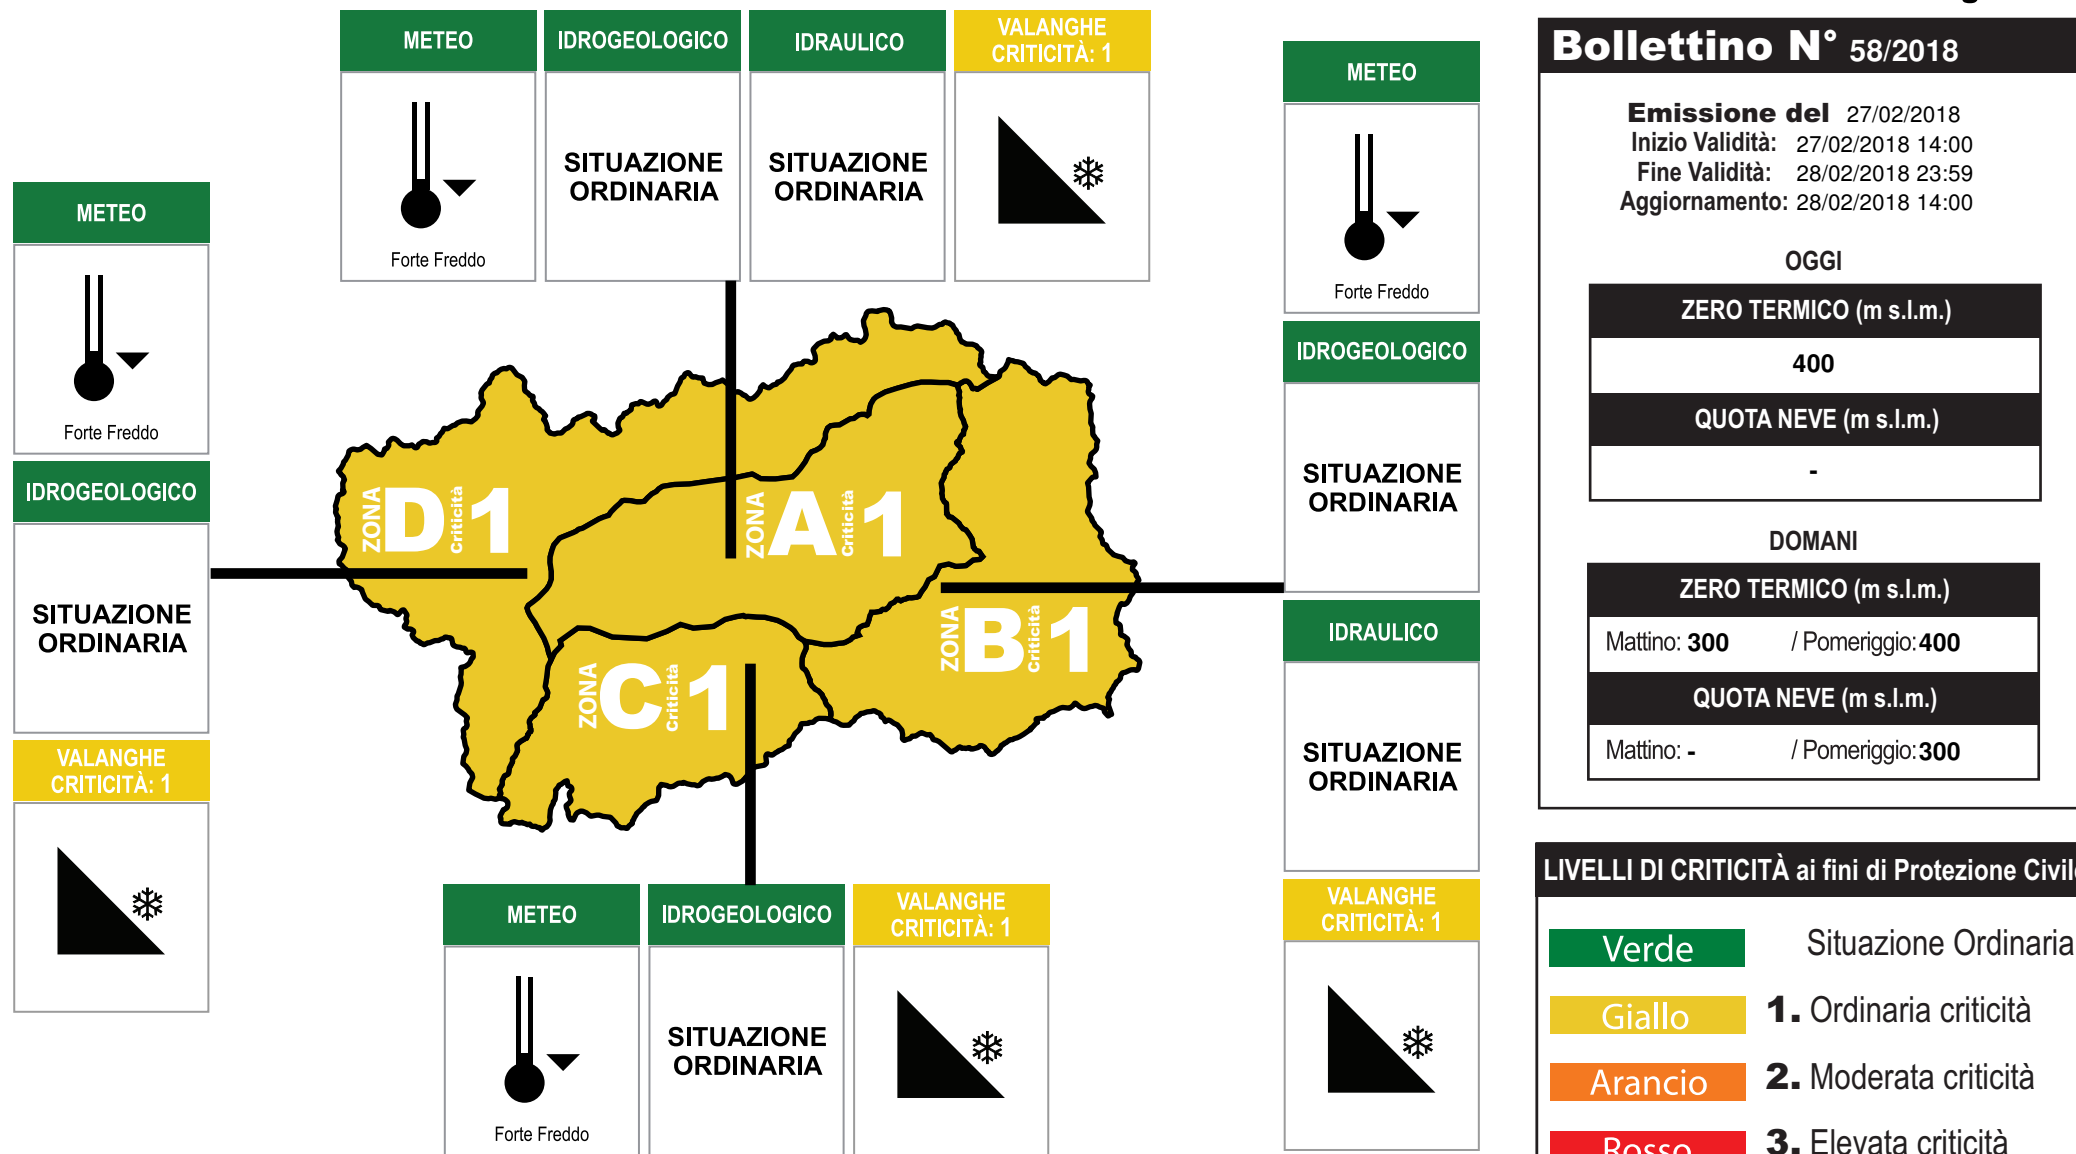 METEO
Forte Freddo
IDROGEOLOGICO
SITUAZIONE
ORDINARIA
VALANGHE
CRITICITÀ: 1
METEO
Forte Freddo
IDROGEOLOGICO
SITUAZIONE
ORDINARIA
IDRAULICO
SITUAZIONE
ORDINARIA
VALANGHE
CRITICITÀ: 1
ZONA D Criticità 1
ZONA A Criticità 1
ZONA B Criticità 1
ZONA C Criticità 1
METEO
Forte Freddo
IDROGEOLOGICO
SITUAZIONE
ORDINARIA
VALANGHE
CRITICITÀ: 1
METEO
Forte Freddo
IDROGEOLOGICO
SITUAZIONE
ORDINARIA
IDRAULICO
SITUAZIONE
ORDINARIA
VALANGHE
CRITICITÀ: 1
Bollettino N° 58/2018
Emissione del 27/02/2018
Inizio Validità: 27/02/2018 14:00
Fine Validità: 28/02/2018 23:59
Aggiornamento: 28/02/2018 14:00
OGGI
ZERO TERMICO (m s.l.m.)
400
QUOTA NEVE (m s.l.m.)
-
DOMANI
ZERO TERMICO (m s.l.m.)
Mattino: 300 / Pomeriggio: 400
QUOTA NEVE (m s.l.m.)
Mattino: - / Pomeriggio: 300
LIVELLI DI CRITICITÀ ai fini di Protezione Civile
Verde Situazione Ordinaria
Giallo 1. Ordinaria criticità
Arancio 2. Moderata criticità
Rosso 3. Elevata criticità